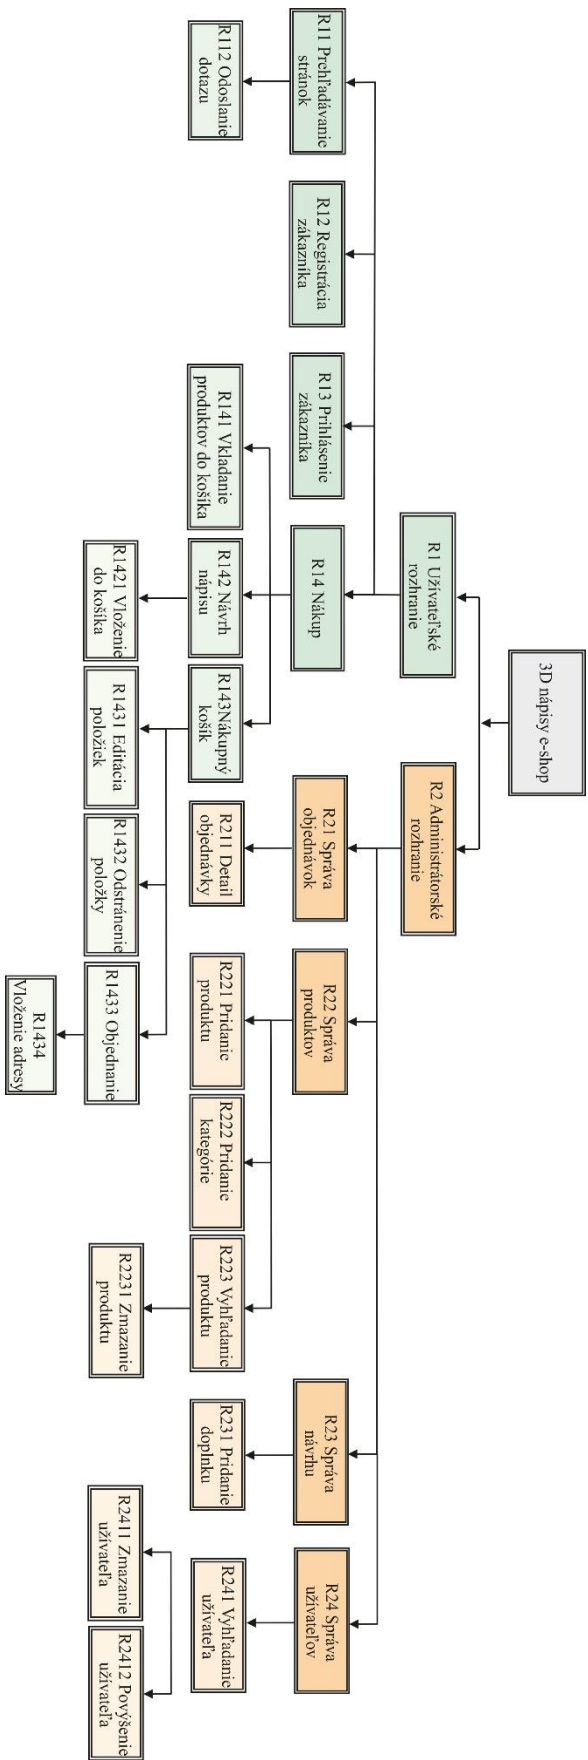 3D nápisy e-shop
R1 Užívateľské
rozhranie
R2 Administrátorské
rozhranie
R11 Prehľadávanie
stránok
R12 Registrácia
zákazníka
R13 Prihlásenie
zákazníka
R14 Nákup
R21 Správa
objednávok
R22 Správa
produktov
R23 Správa
návrhu
R24 Správa
užívateľov
R112 Odoslanie
dotazu
R141 Vkladanie
produktov do košíka
R142 Návrh
nápisu
R143Nákupný
košík
R211 Detail
objednávky
R221 Pridanie
produktu
R222 Pridanie
kategórie
R223 Vyhľadanie
produktu
R231 Pridanie
doplnku
R241 Vyhľadanie
užívateľa
R1421 Vloženie
do košíka
R1431 Editácia
položiek
R1432 Odstránenie
položky
R1433 Objednanie
R2231 Zmazanie
produktu
R2411 Zmazanie
užívateľa
R2412 Povýšenie
užívateľa
R1434
Vloženie adresy